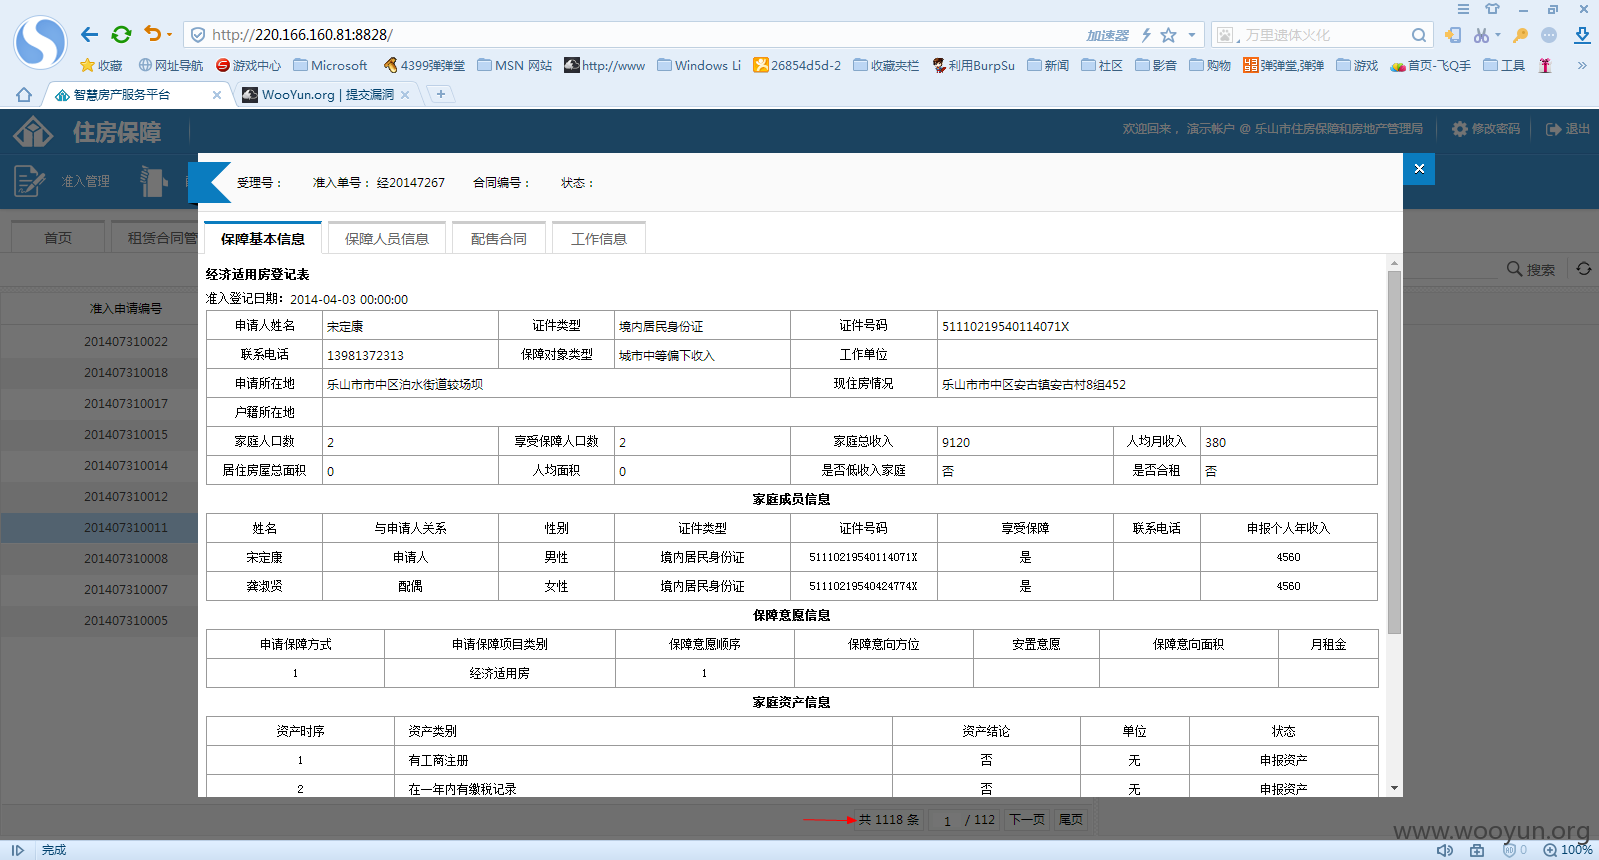 http://220.166.160.81:8828/
加速器
万里遗体火化
收藏 网址导航 游戏中心 Microsoft 4399弹弹堂 MSN 网站 http://www Windows Li 26854d5d-2 收藏夹栏 利用BurpSu 新闻 社区 影音 购物 弹弹堂,弹弹 游戏 首页-飞Q手 工具 »
智慧房产服务平台 WooYun.org | 提交漏洞
住房保障
欢迎回来， 演示帐户 @ 乐山市住房保障和房地产管理局 修改密码 退出
准入管理
受理号： 准入单号： 经20147267 合同编号： 状态：
首页 租赁合同管
保障基本信息 保障人员信息 配售合同 工作信息
搜索
经济适用房登记表
准入登记日期： 2014-04-03 00:00:00
准入申请编号
201407310022
201407310018
201407310017
201407310015
201407310014
201407310012
201407310011
201407310008
201407310007
201407310005
申请人姓名 宋定康 证件类型 境内居民身份证 证件号码 51110219540114071X
联系电话 13981372313 保障对象类型 城市中等偏下收入 工作单位
申请所在地 乐山市市中区泊水街道较场坝 现住房情况 乐山市市中区安古镇安古村8组452
户籍所在地
家庭人口数 2 享受保障人口数 2 家庭总收入 9120 人均月收入 380
居住房屋总面积 0 人均面积 0 是否低收入家庭 否 是否合租 否
家庭成员信息
姓名 与申请人关系 性别 证件类型 证件号码 享受保障 联系电话 申报个人年收入
宋定康 申请人 男性 境内居民身份证 51110219540114071X 是 4560
龚淑贤 配偶 女性 境内居民身份证 51110219540424774X 是 4560
保障意愿信息
申请保障方式 申请保障项目类别 保障意愿顺序 保障意向方位 安置意愿 保障意向面积 月租金
1 经济适用房 1
家庭资产信息
资产时序 资产类别 资产结论 单位 状态
1 有工商注册 否 无 申报资产
2 在一年内有缴税记录 否 无 申报资产
共 1118 条 1 / 112 下一页 尾页
www.wooyun.org
完成
0 100%